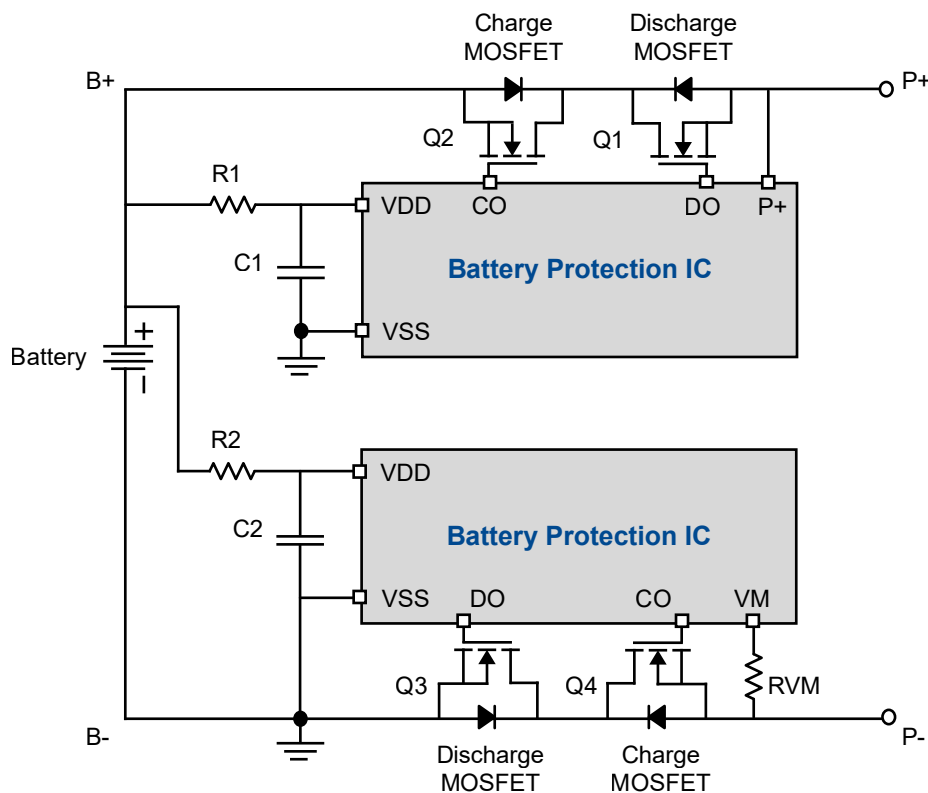 Charge
MOSFET
Discharge
MOSFET
B+
P+
Q2
Q1
R1
VDD
CO
DO
P+
C1
Battery Protection IC
VSS
+
Battery
–
R2
VDD
C2
Battery Protection IC
VSS
DO
CO
VM
Q3
Q4
RVM
B-
P-
Discharge
MOSFET
Charge
MOSFET